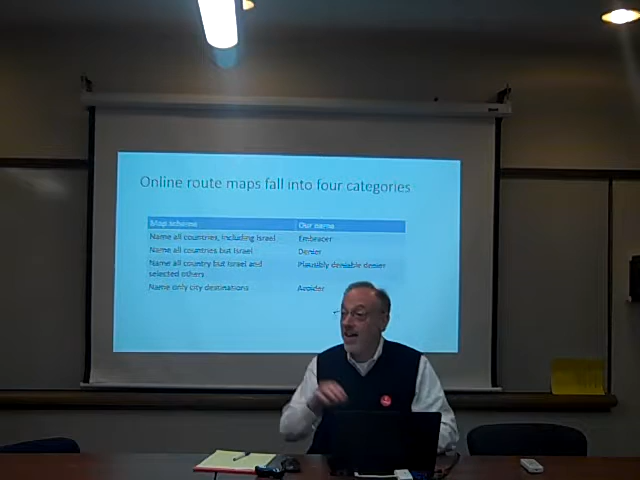 Online route maps fall into four categories
Map scheme Our name
Name all countries, including Israel Embracer
Name all countries but Israel Denier
Name all country but Israel and Plausibly deniable denier
selected others
Name only city destinations Avoider